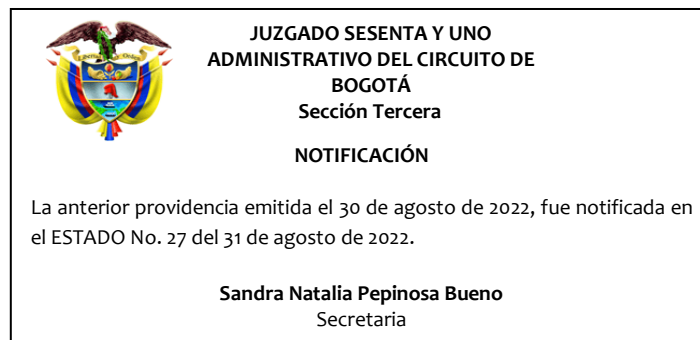 JUZGADO SESENTA Y UNO
ADMINISTRATIVO DEL CIRCUITO DE
BOGOTÁ
Sección Tercera
NOTIFICACIÓN
La anterior providencia emitida el 30 de agosto de 2022, fue notificada en
el ESTADO No. 27 del 31 de agosto de 2022.
Sandra Natalia Pepinosa Bueno
Secretaria